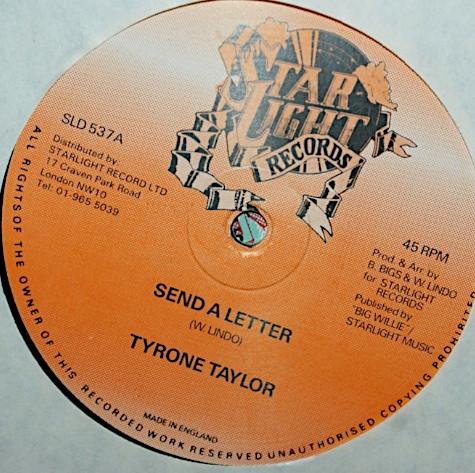 STAR
LIGHT
RECORDS
SLD 537A
Distributed by:
STARLIGHT RECORD LTD
17 Craven Park Road
London NW10
Tel: 01-965 5039
45 RPM
Prod. & Arr. by
B. BIGS & W. LINDO
for STARLIGHT
RECORDS
Published by
"BIG WILLIE"/
STARLIGHT MUSIC
SEND A LETTER
(W. LINDO)
TYRONE TAYLOR
MADE IN ENGLAND
ALL RIGHTS OF THE OWNER OF THIS RECORDED WORK RESERVED UNAUTHORISED COPYING PROHIBITED